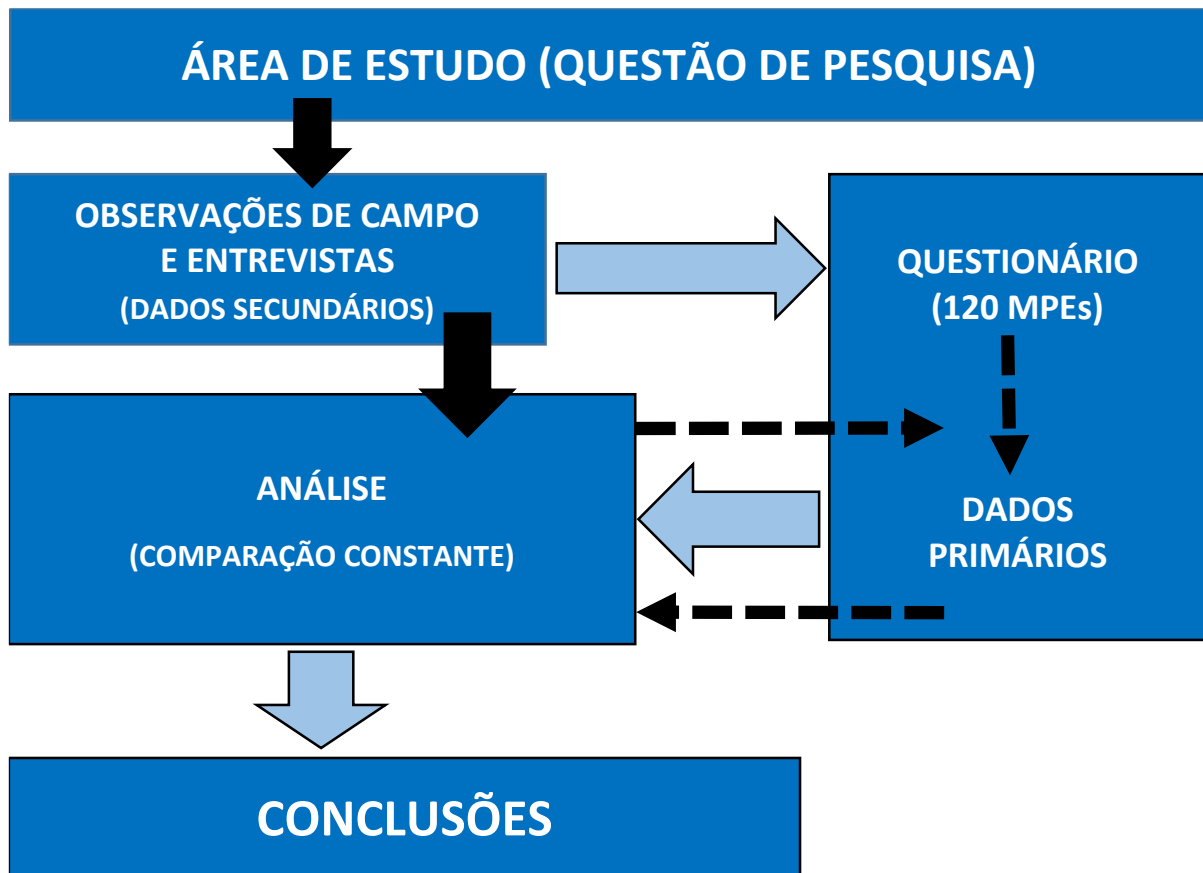 ÁREA DE ESTUDO (QUESTÃO DE PESQUISA)
OBSERVAÇÕES DE CAMPO
E ENTREVISTAS
(DADOS SECUNDÁRIOS)
QUESTIONÁRIO
(120 MPEs)
DADOS
PRIMÁRIOS
ANÁLISE
(COMPARAÇÃO CONSTANTE)
CONCLUSÕES